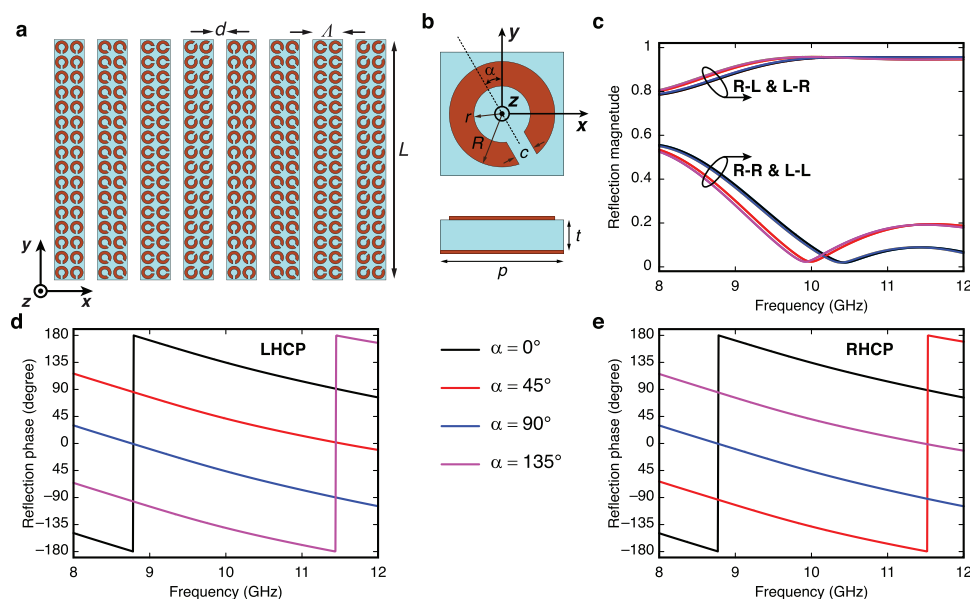 a
d
Λ
L
y
z
x
b
y
α
z
x
r
R
c
t
p
c
1
0.8
0.6
0.4
0.2
0
Reflection magnetude
R-L & L-R
R-R & L-L
8 9 10 11 12
Frequency (GHz)
d
180
135
90
45
0
45
−90
−135
−180
Reflection phase (degree)
LHCP
8 9 10 11 12
Frequency (GHz)
α = 0°
α = 45°
α = 90°
α = 135°
e
180
135
90
45
0
45
−90
−135
−180
Reflection phase (degree)
RHCP
8 9 10 11 12
Frequency (GHz)